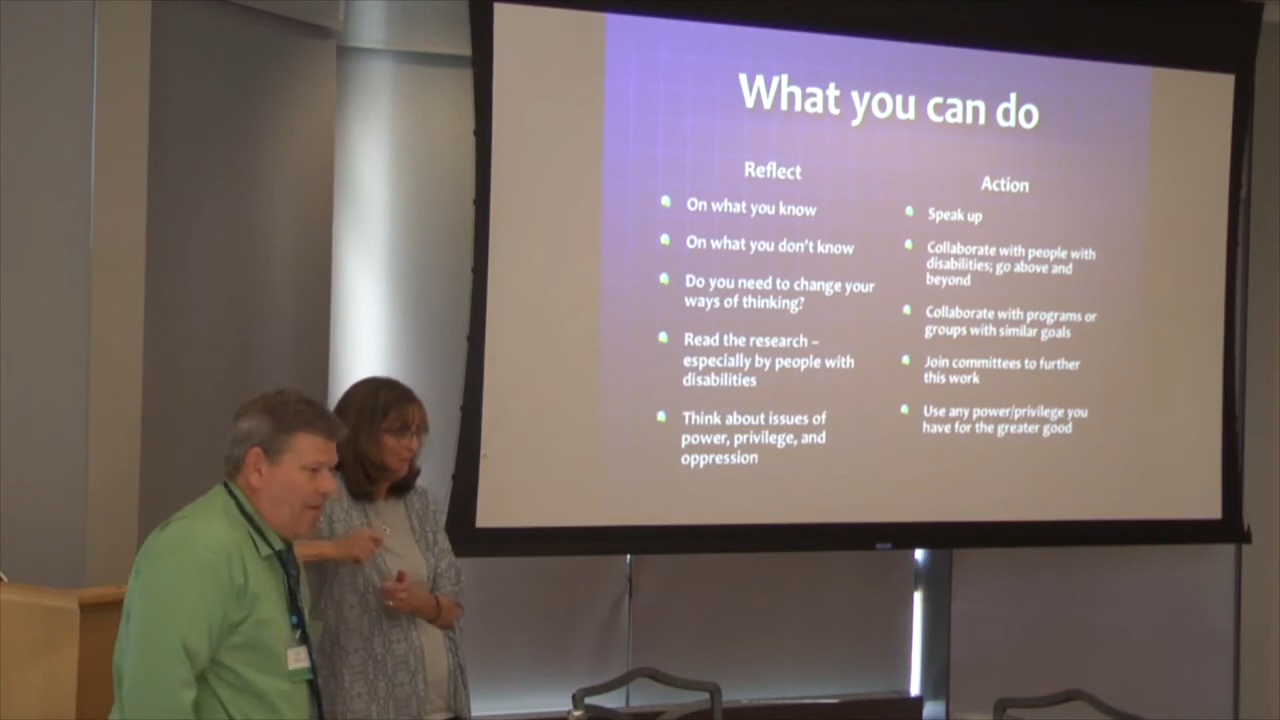 What you can do
Reflect
On what you know
On what you don't know
Do you need to change your
ways of thinking?
Read the research –
especially by people with
disabilities
Think about issues of
power, privilege, and
oppression
Action
Speak up
Collaborate with people with
disabilities; go above and
beyond
Collaborate with programs or
groups with similar goals
Join committees to further
this work
Use any power/privilege you
have for the greater good